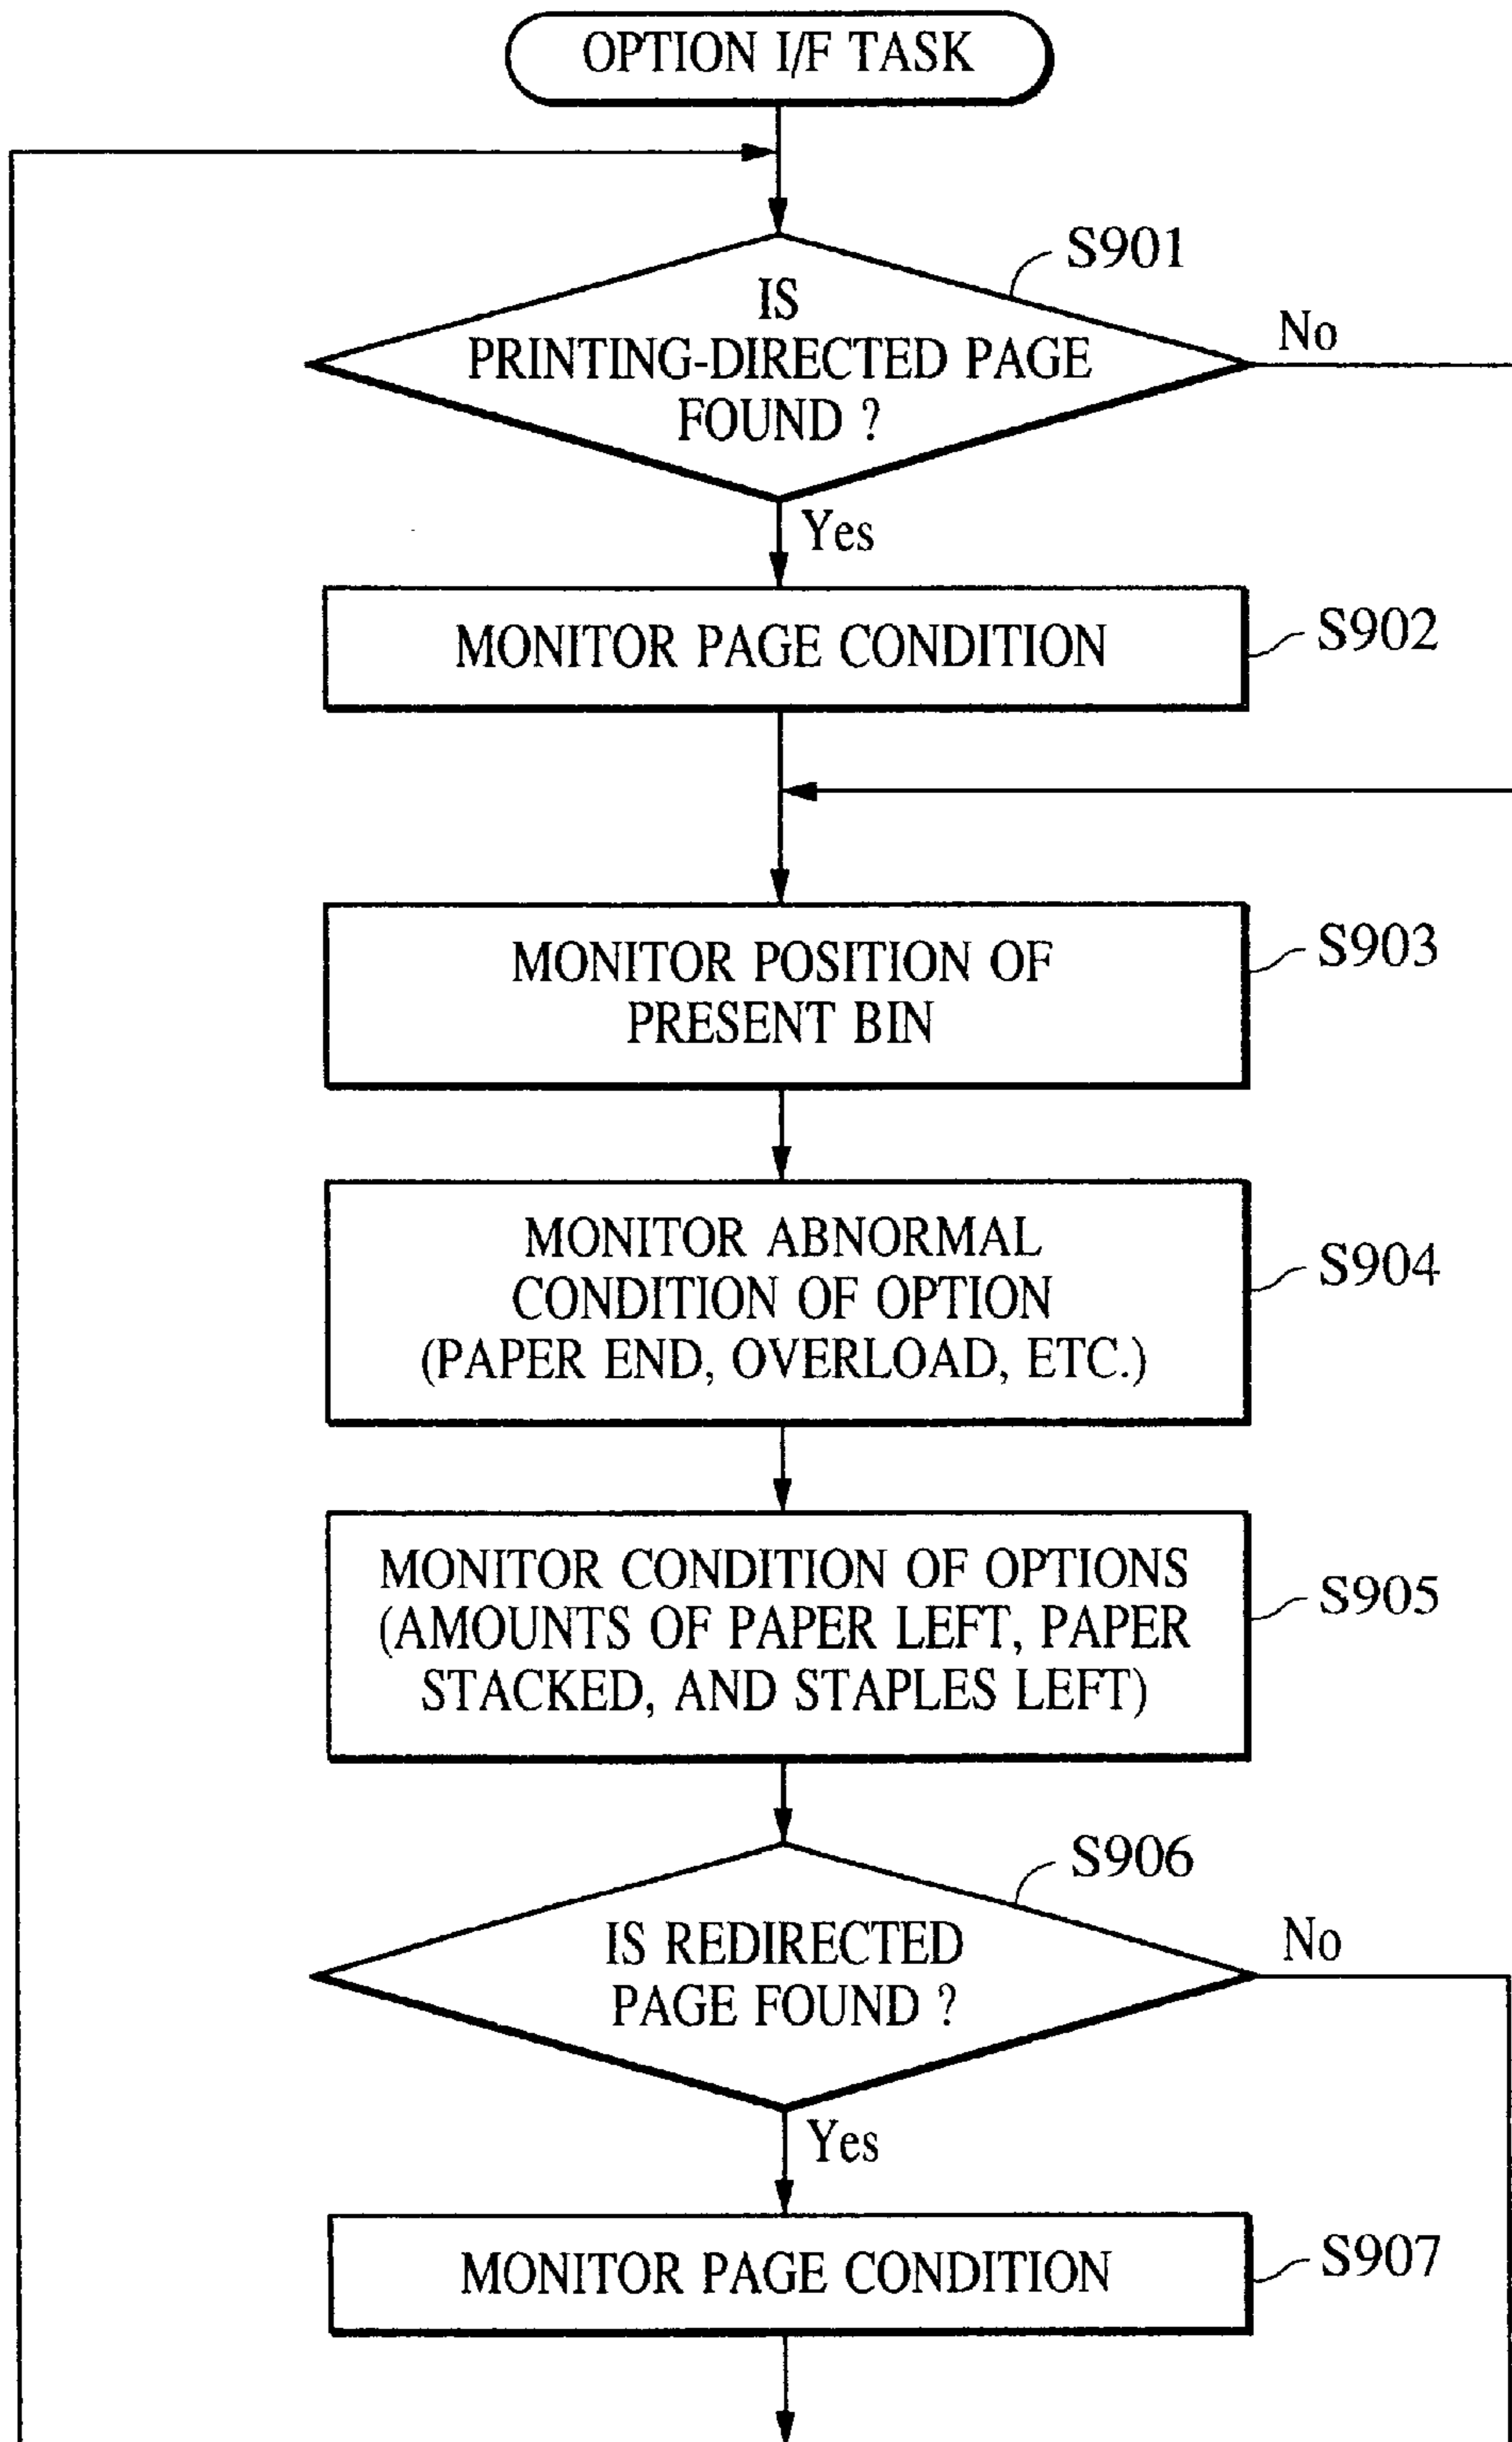 OPTION I/F TASK
S901
IS
PRINTING-DIRECTED PAGE
FOUND ?
No
Yes
MONITOR PAGE CONDITION
S902
MONITOR POSITION OF
PRESENT BIN
S903
MONITOR ABNORMAL
CONDITION OF OPTION
(PAPER END, OVERLOAD, ETC.)
S904
MONITOR CONDITION OF OPTIONS
(AMOUNTS OF PAPER LEFT, PAPER
STACKED, AND STAPLES LEFT)
S905
S906
IS REDIRECTED
PAGE FOUND ?
No
Yes
MONITOR PAGE CONDITION
S907